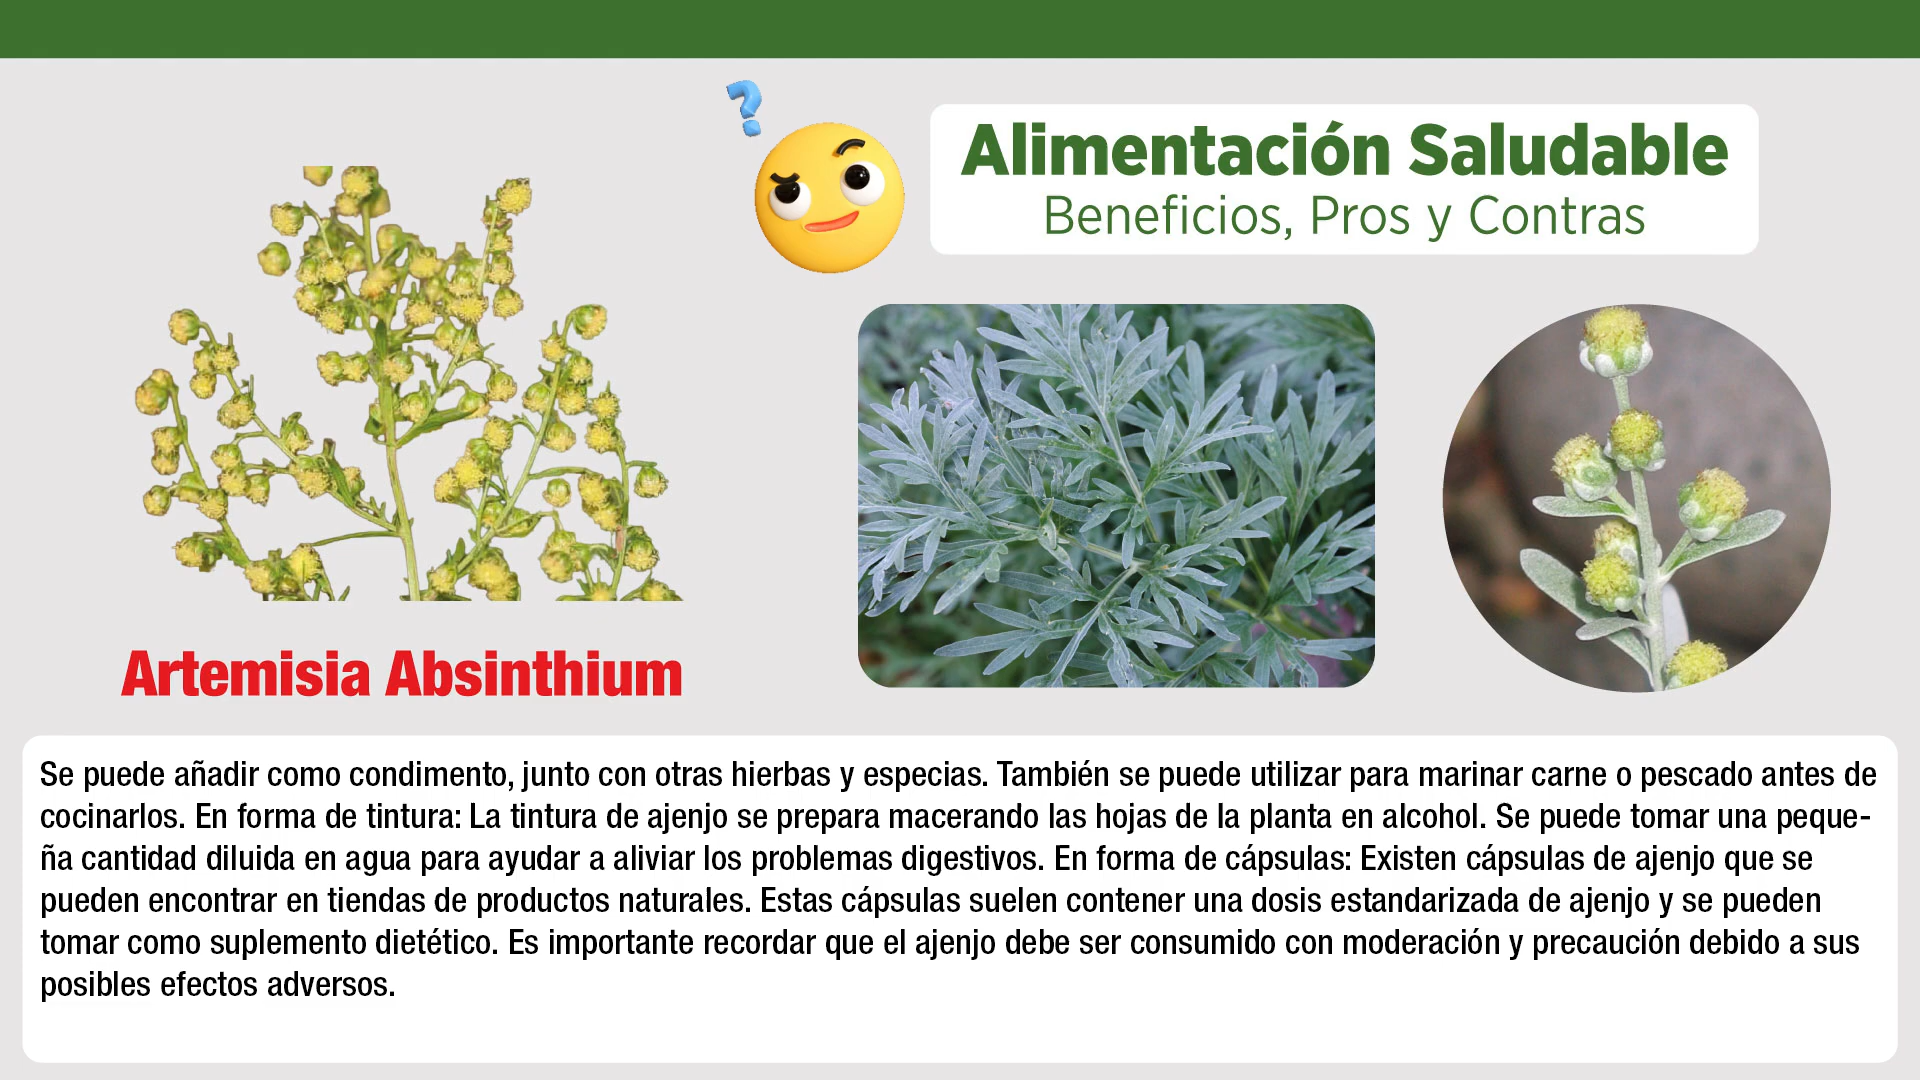 Alimentación Saludable
Beneficios, Pros y Contras
Artemisia Absinthium
Se puede añadir como condimento, junto con otras hierbas y especias. También se puede utilizar para marinar carne o pescado antes de
cocinarlos. En forma de tintura: La tintura de ajenjo se prepara macerando las hojas de la planta en alcohol. Se puede tomar una peque-
ña cantidad diluida en agua para ayudar a aliviar los problemas digestivos. En forma de cápsulas: Existen cápsulas de ajenjo que se
pueden encontrar en tiendas de productos naturales. Estas cápsulas suelen contener una dosis estandarizada de ajenjo y se pueden
tomar como suplemento dietético. Es importante recordar que el ajenjo debe ser consumido con moderación y precaución debido a sus
posibles efectos adversos.